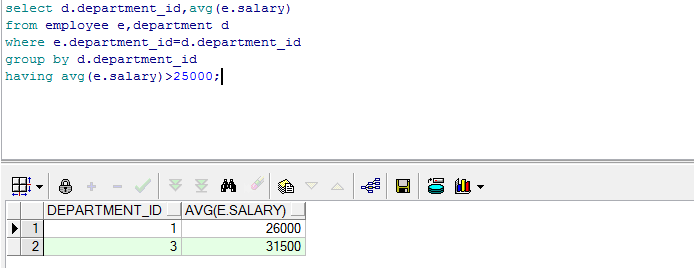 select d.department_id,avg(e.salary)
from employee e,department d
where e.department_id=d.department_id
group by d.department_id
having avg(e.salary)>25000;
DEPARTMENT_ID AVG(E.SALARY)
1 1 26000
2 3 31500